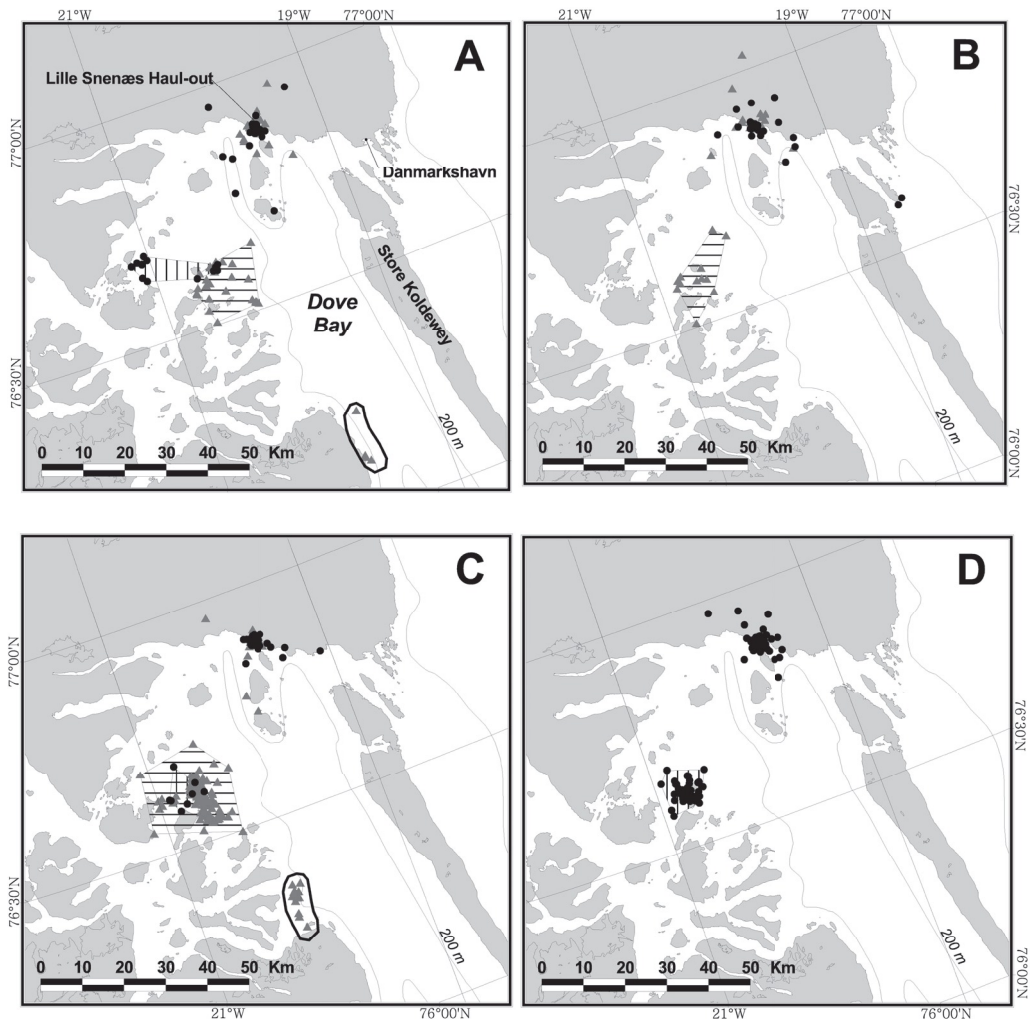 21°W 19°W 77°00'N
21°W 19°W 77°00'N
A
Lille Snenæs Haul-out
Danmarkshavn
77°00'N
Store Koldewey
Dove
Bay
76°30'N
200 m
0 10 20 30 40 50 Km
B
76°30'N
200 m
76°00'N
0 10 20 30 40 50 Km
C
77°00'N
76°30'N
200 m
0 10 20 30 40 50 Km
21°W 76°00'N
D
76°30'N
200 m
76°00'N
0 10 20 30 40 50 Km
21°W 76°00'N